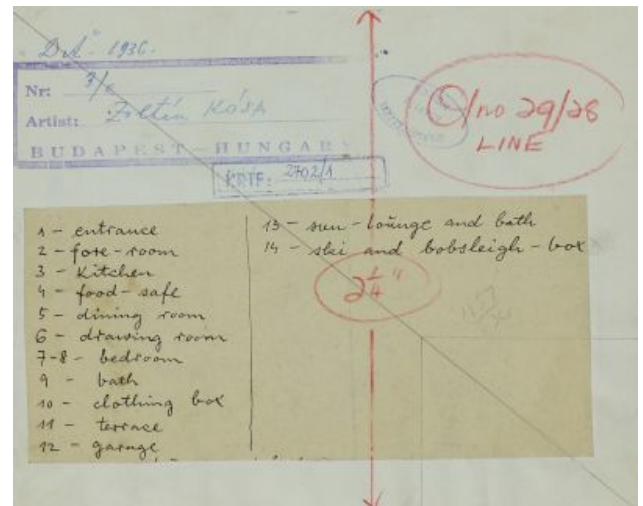 "D.A." 1936.
Nr: 3/c
Artist: Zoltán KÓSA
BUDAPEST-HUNGARY
KRTF: 2702/1
/no 29/28
LINE
1 - entrance
2 - fore-room
3 - Kitchen
4 - food-safe
5 - dining room
6 - drawing room
7-8 - bedroom
9 - bath
10 - clothing box
11 - terrace
12 - garage
13 - sun-lounge and bath
14 - ski and bobsleigh-box
2 1/4"